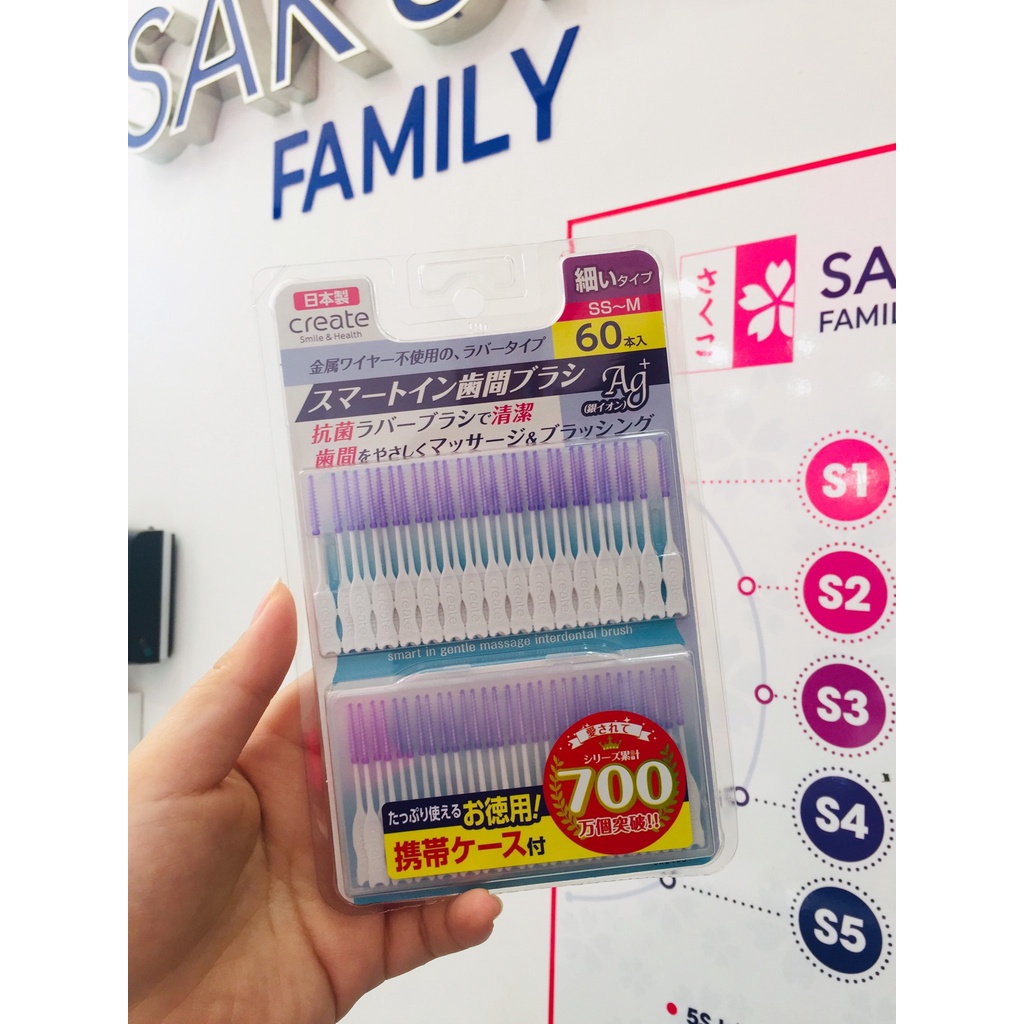 FAMILY
さくこ
SA
FAMIL
日本製
create
Smile & Health
細いタイプ
SS〜M
60本入
金属ワイヤー不使用の、ラバータイプ
スマートイン歯間ブラシ
Ag+
(銀イオン)
抗菌ラバーブラシで清潔
歯間をやさしくマッサージ&ブラッシング
smart in gentle massage interdental brush
愛されて
シリーズ累計
700
万個突破!!
たっぷり使えるお徳用!
携帯ケース付
S1
S2
S3
S4
S5